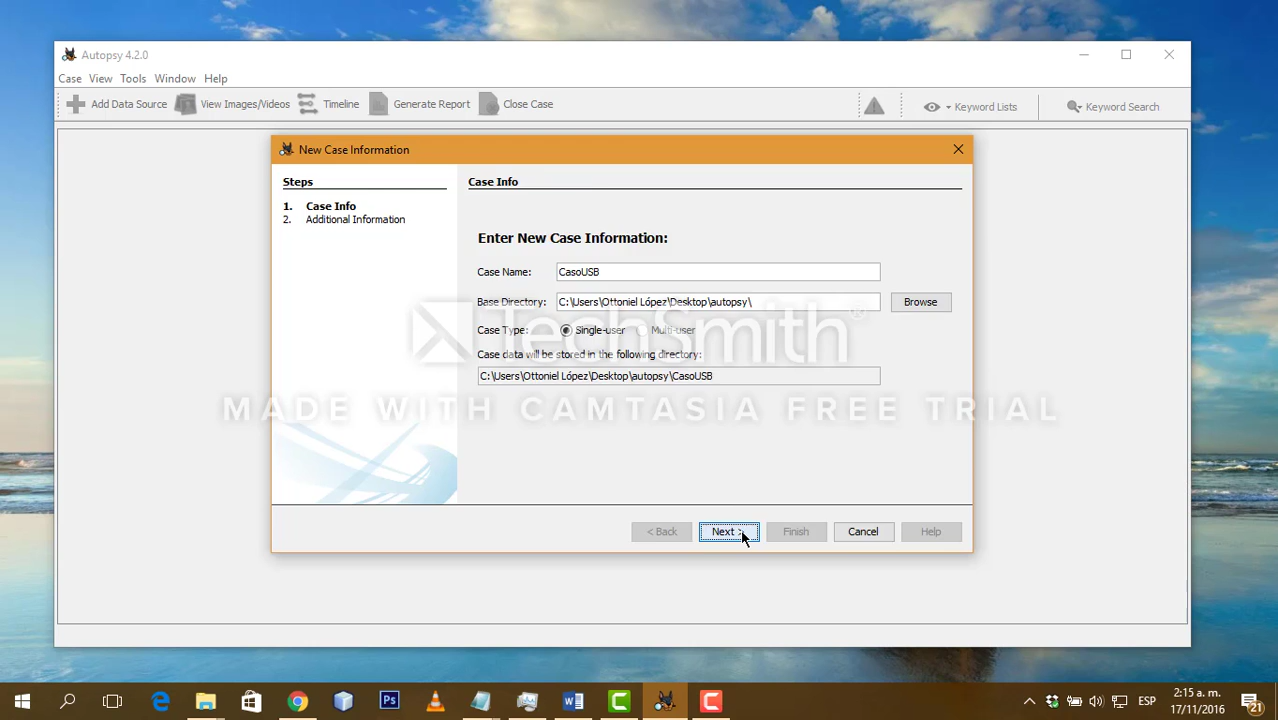 Autopsy 4.2.0
Case View Tools Window Help
Add Data Source View Images/Videos Timeline Generate Report Close Case Keyword Lists Keyword Search
New Case Information
Steps
1. Case Info
2. Additional Information
Case Info
Enter New Case Information:
Case Name: CasoUSB
Base Directory: C:\Users\Ottoniel López\Desktop\autopsy\ Browse
Case Type: Single-user Multi-user
Case data will be stored in the following directory:
C:\Users\Ottoniel López\Desktop\autopsy\CasoUSB
TechSmith®
MADE WITH CAMTASIA FREE TRIAL
< Back Next > Finish Cancel Help
Ps
ESP
2:15 a. m.
17/11/2016
21